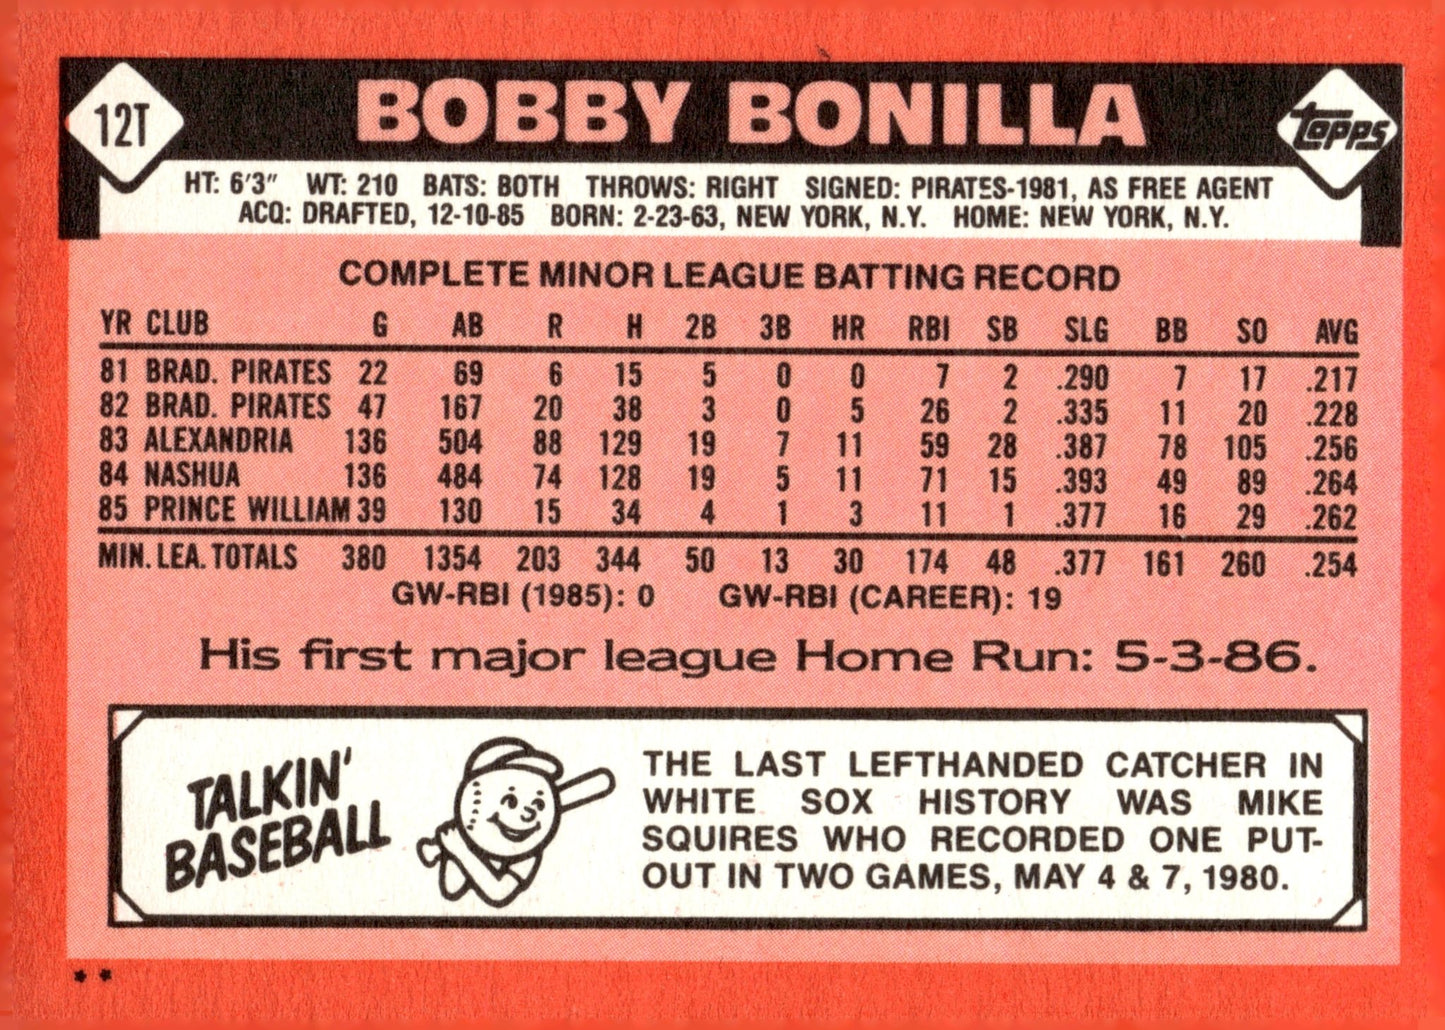 12T
BOBBY BONILLA
topps
HT: 6'3" WT: 210 BATS: BOTH THROWS: RIGHT SIGNED: PIRATES-1981, AS FREE AGENT
ACQ: DRAFTED, 12-10-85 BORN: 2-23-63, NEW YORK, N.Y. HOME: NEW YORK, N.Y.
COMPLETE MINOR LEAGUE BATTING RECORD
YR CLUB G AB R H 2B 3B HR RBI SB SLG BB SO AVG
81 BRAD. PIRATES 22 69 6 15 5 0 0 7 2 .290 7 17 .217
82 BRAD. PIRATES 47 167 20 38 3 0 5 26 2 .335 11 20 .228
83 ALEXANDRIA 136 504 88 129 19 7 11 59 28 .387 78 105 .256
84 NASHUA 136 484 74 128 19 5 11 71 15 .393 49 89 .264
85 PRINCE WILLIAM 39 130 15 34 4 1 3 11 1 .377 16 29 .262
MIN. LEA. TOTALS 380 1354 203 344 50 13 30 174 48 .377 161 260 .254
GW-RBI (1985): 0 GW-RBI (CAREER): 19
His first major league Home Run: 5-3-86.
TALKIN'
BASEBALL
THE LAST LEFTHANDED CATCHER IN
WHITE SOX HISTORY WAS MIKE
SQUIRES WHO RECORDED ONE PUT-
OUT IN TWO GAMES, MAY 4 & 7, 1980.
**